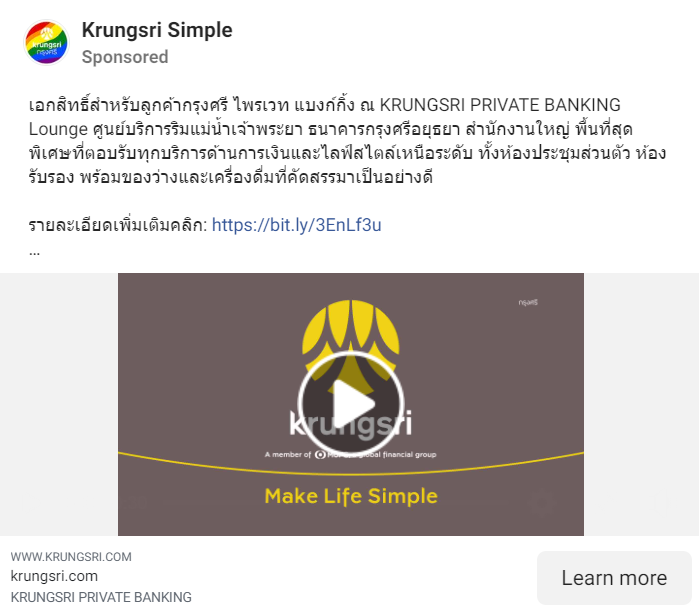 Krungsri Simple
Sponsored
krungsri
กรุงศรี
เอกสิทธิ์สำหรับลูกค้ากรุงศรี ไพรเวท แบงก์กิ้ง ณ KRUNGSRI PRIVATE BANKING
Lounge ศูนย์บริการริมแม่น้ำเจ้าพระยา ธนาคารกรุงศรีอยุธยา สำนักงานใหญ่ พื้นที่สุด
พิเศษที่ตอบรับทุกบริการด้านการเงินและไลฟ์สไตล์เหนือระดับ ทั้งห้องประชุมส่วนตัว ห้อง
รับรอง พร้อมของว่างและเครื่องดื่มที่คัดสรรมาเป็นอย่างดี
รายละเอียดเพิ่มเติมคลิก: https://bit.ly/3EnLf3u
...
กรุงศรี
krungsri
A member of global financial group
Make Life Simple
WWW.KRUNGSRI.COM
krungsri.com
KRUNGSRI PRIVATE BANKING
Learn more